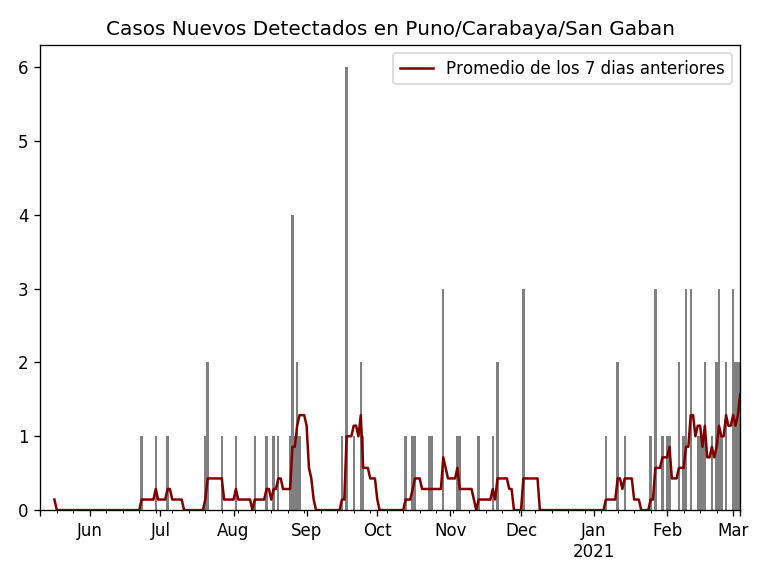 Casos Nuevos Detectados en Puno/Carabaya/San Gaban
Promedio de los 7 dias anteriores
6
5
4
3
2
1
0
Jun Jul Aug Sep Oct Nov Dec Jan Feb Mar
2021